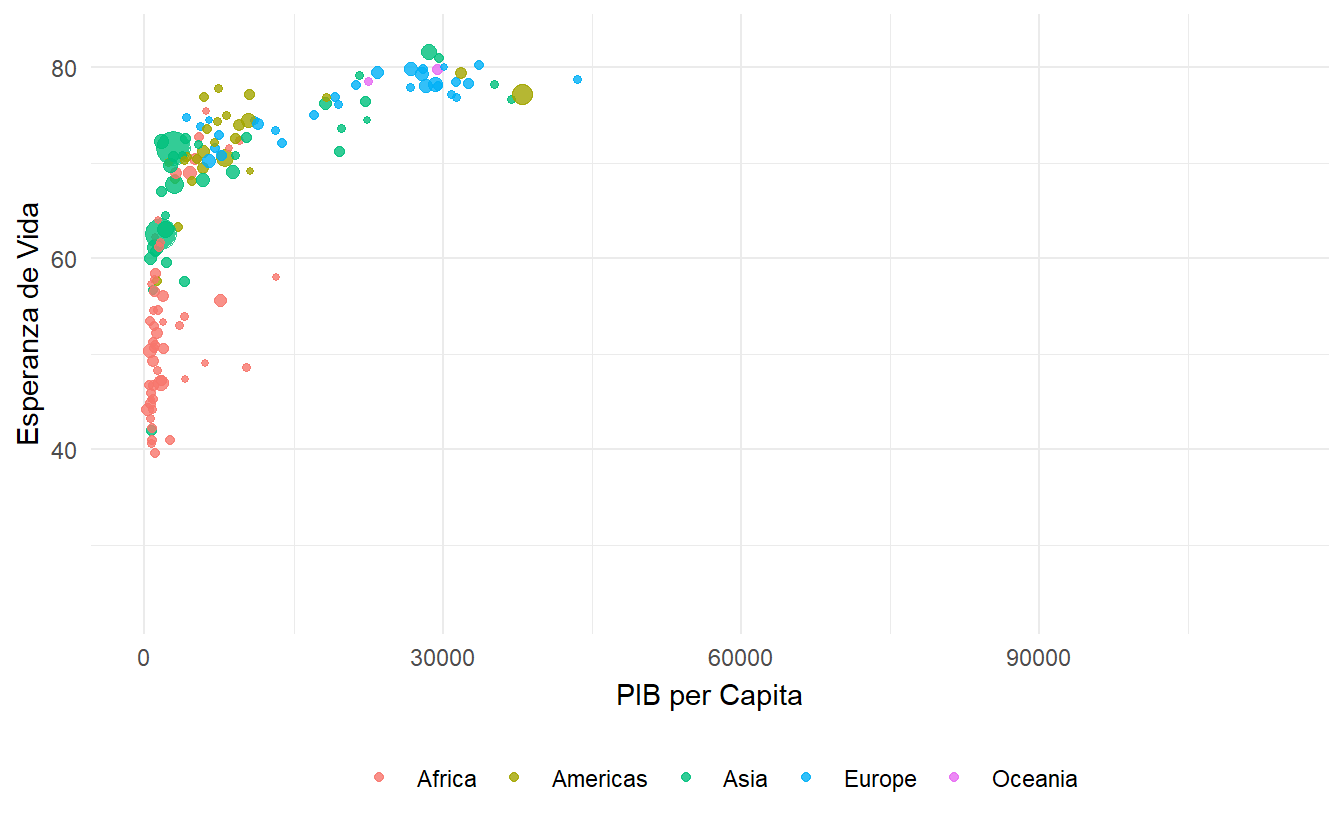 80
60
40
Esperanza de Vida
0 30000 60000 90000
PIB per Capita
Africa Americas Asia Europe Oceania